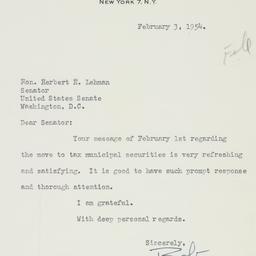 NEW YORK 7, N.Y.
February 3, 1954.
Hon. Herbert H. Lehman
Senator
United States Senate
Washington, D.C.
Dear Senator:
Your message of February 1st regarding
the move to tax municipal securities is very refreshing
and satisfying. It is good to have such prompt response
and thorough attention.
I am grateful.
With deep personal regards.
Sincerely,
Bob